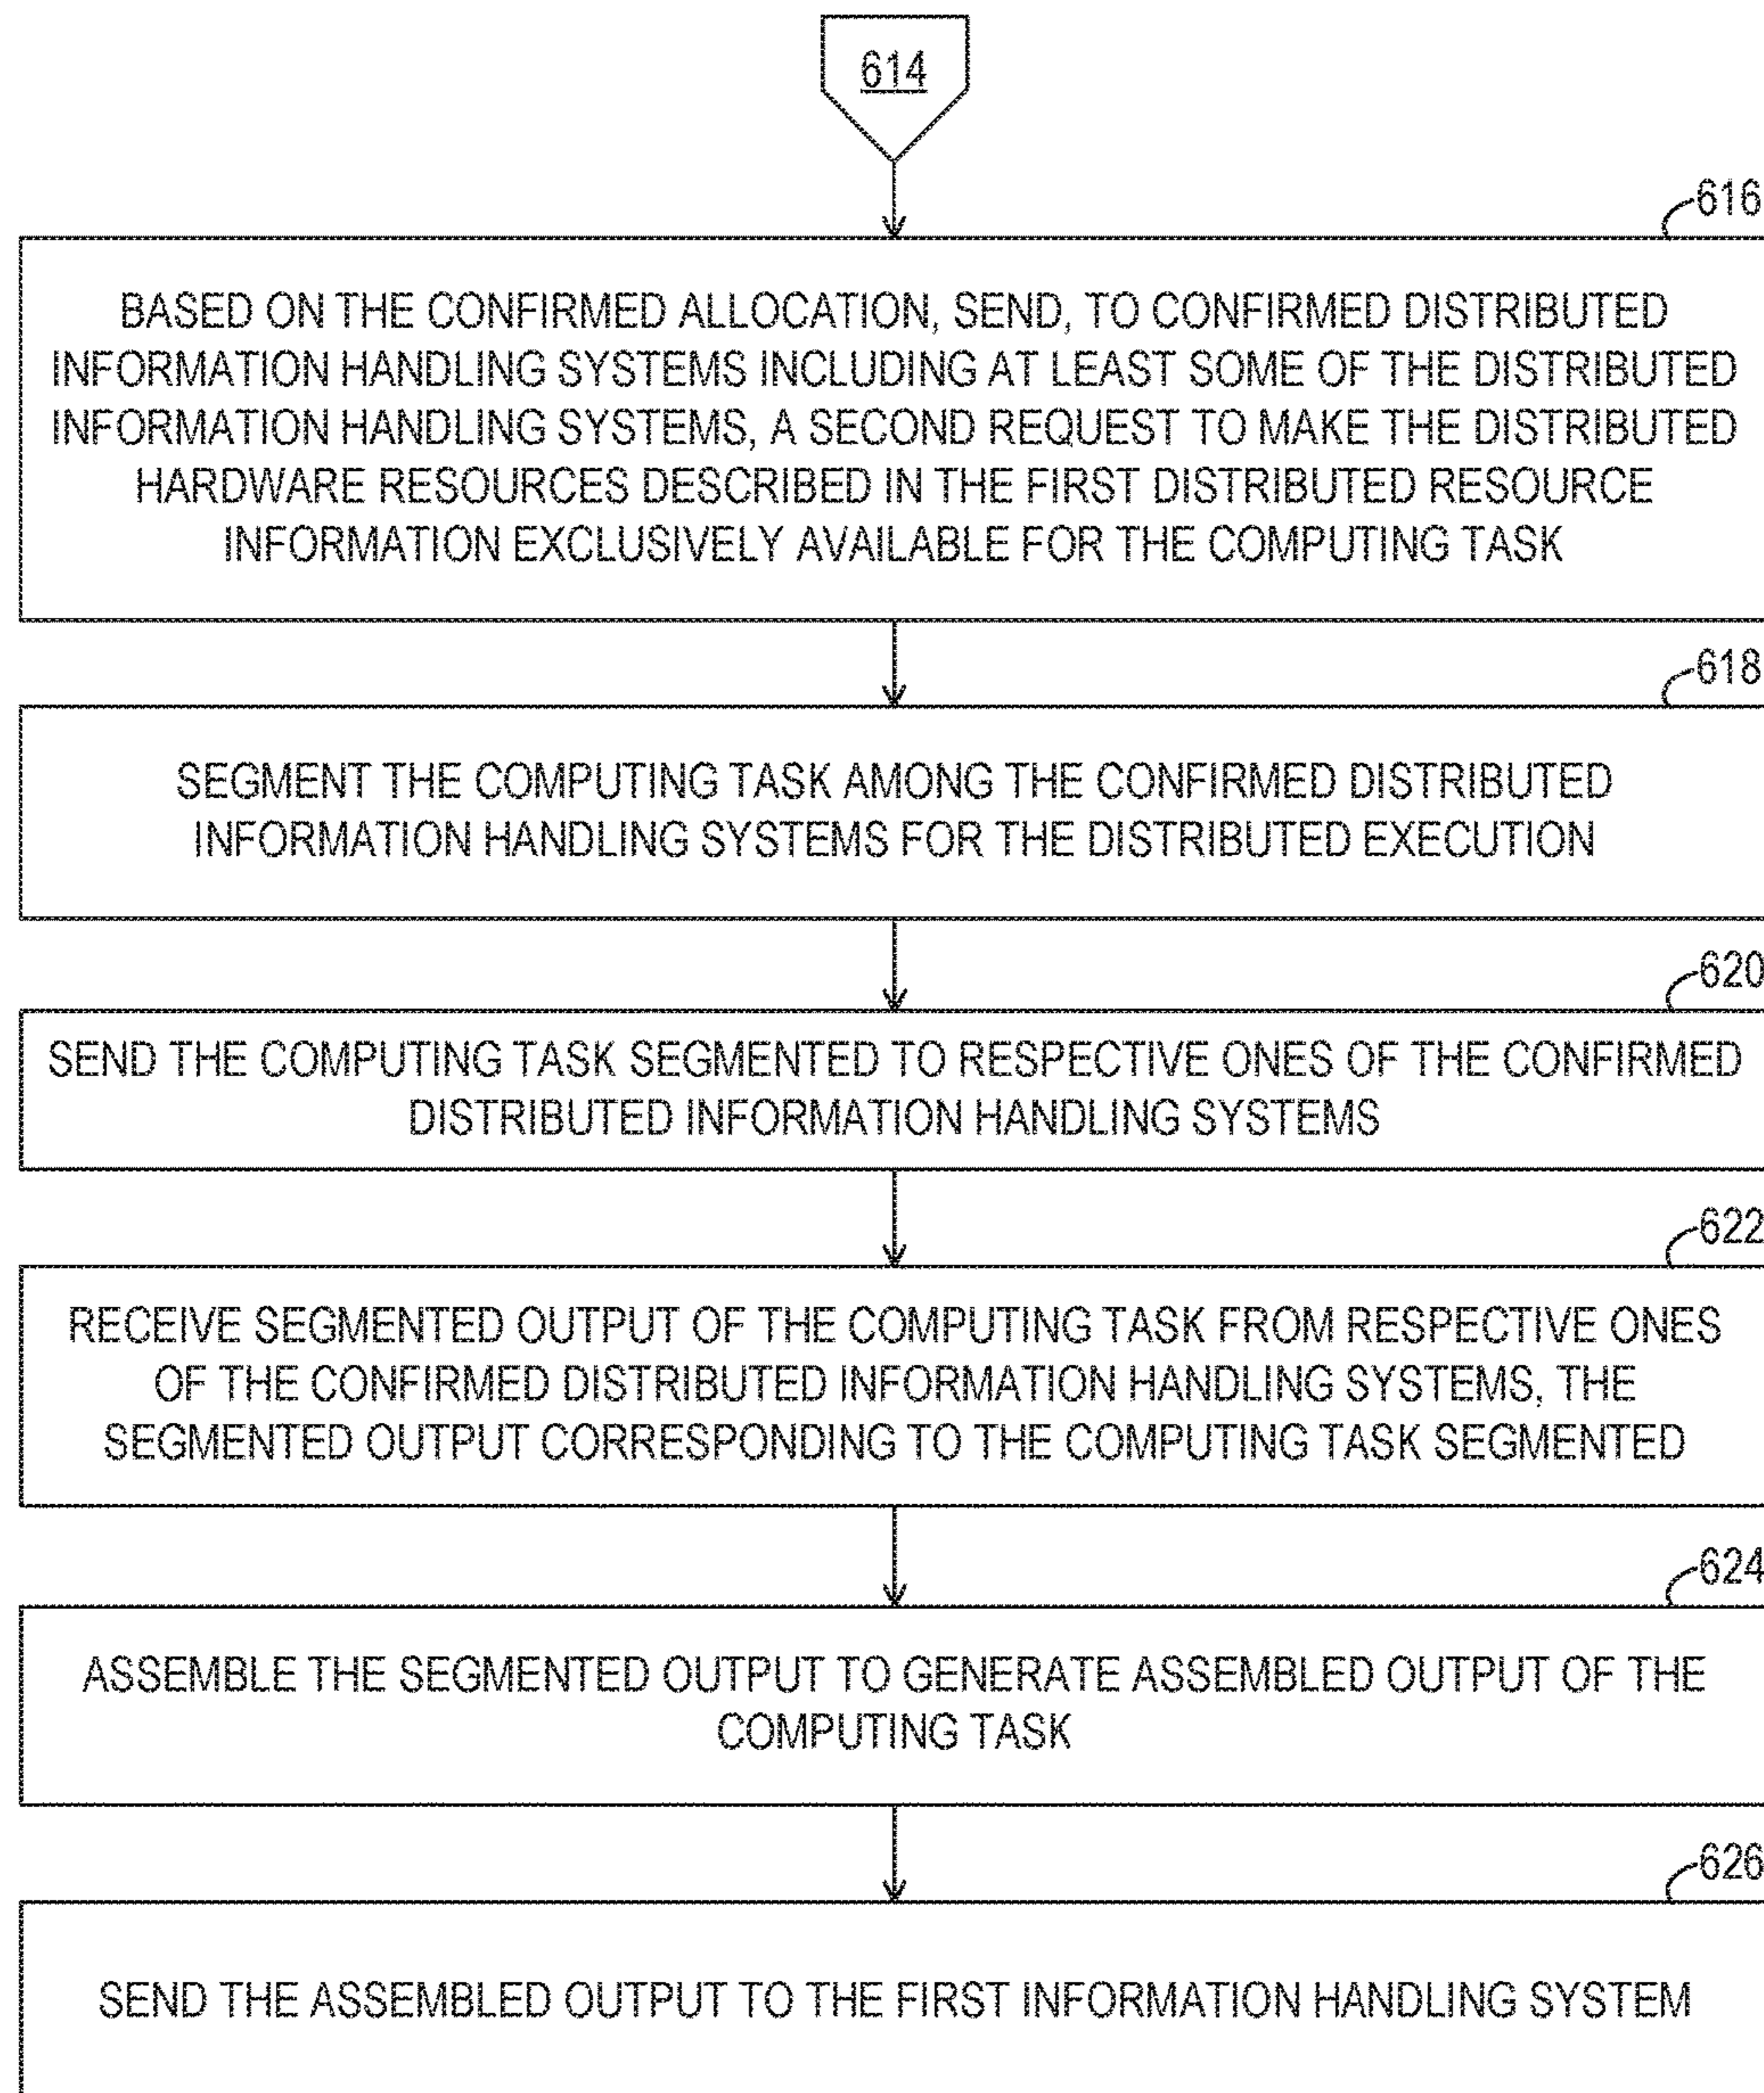 614
616
BASED ON THE CONFIRMED ALLOCATION, SEND, TO CONFIRMED DISTRIBUTED
INFORMATION HANDLING SYSTEMS INCLUDING AT LEAST SOME OF THE DISTRIBUTED
INFORMATION HANDLING SYSTEMS, A SECOND REQUEST TO MAKE THE DISTRIBUTED
HARDWARE RESOURCES DESCRIBED IN THE FIRST DISTRIBUTED RESOURCE
INFORMATION EXCLUSIVELY AVAILABLE FOR THE COMPUTING TASK
618
SEGMENT THE COMPUTING TASK AMONG THE CONFIRMED DISTRIBUTED
INFORMATION HANDLING SYSTEMS FOR THE DISTRIBUTED EXECUTION
620
SEND THE COMPUTING TASK SEGMENTED TO RESPECTIVE ONES OF THE CONFIRMED
DISTRIBUTED INFORMATION HANDLING SYSTEMS
622
RECEIVE SEGMENTED OUTPUT OF THE COMPUTING TASK FROM RESPECTIVE ONES
OF THE CONFIRMED DISTRIBUTED INFORMATION HANDLING SYSTEMS, THE
SEGMENTED OUTPUT CORRESPONDING TO THE COMPUTING TASK SEGMENTED
624
ASSEMBLE THE SEGMENTED OUTPUT TO GENERATE ASSEMBLED OUTPUT OF THE
COMPUTING TASK
626
SEND THE ASSEMBLED OUTPUT TO THE FIRST INFORMATION HANDLING SYSTEM